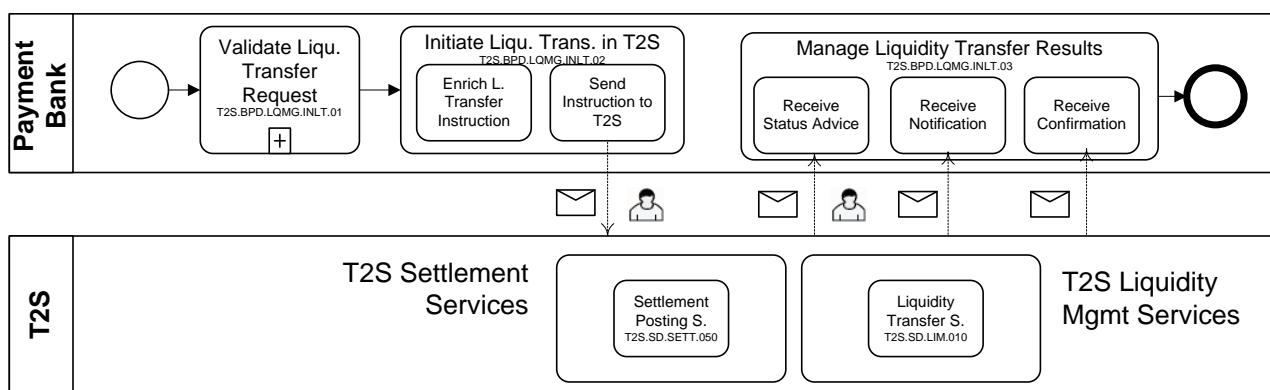 Payment
Bank
Validate Liqu.
Transfer
Request
T2S.BPD.LQMG.INLT.01
Initiate Liqu. Trans. in T2S
T2S.BPD.LQMG.INLT.02
Enrich L.
Transfer
Instruction
Send
Instruction to
T2S
Manage Liquidity Transfer Results
T2S.BPD.LQMG.INLT.03
Receive
Status Advice
Receive
Notification
Receive
Confirmation
T2S
T2S Settlement
Services
Settlement
Posting S.
T2S.SD.SETT.050
Liquidity
Transfer S.
T2S.SD.LIM.010
T2S Liquidity
Mgmt Services